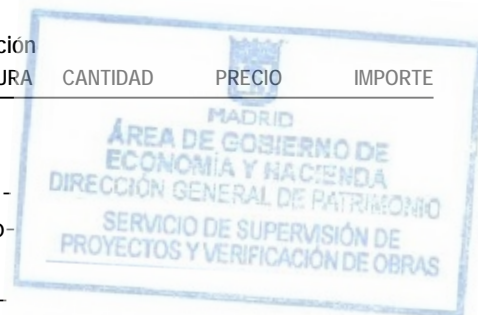 ción
URA CANTIDAD PRECIO IMPORTE
MADRID
ÁREA DE GOBIERNO DE
ECONOMÍA Y HACIENDA
DIRECCIÓN GENERAL DE PATRIMONIO
SERVICIO DE SUPERVISIÓN DE
PROYECTOS Y VERIFICACIÓN DE OBRAS
-
o-